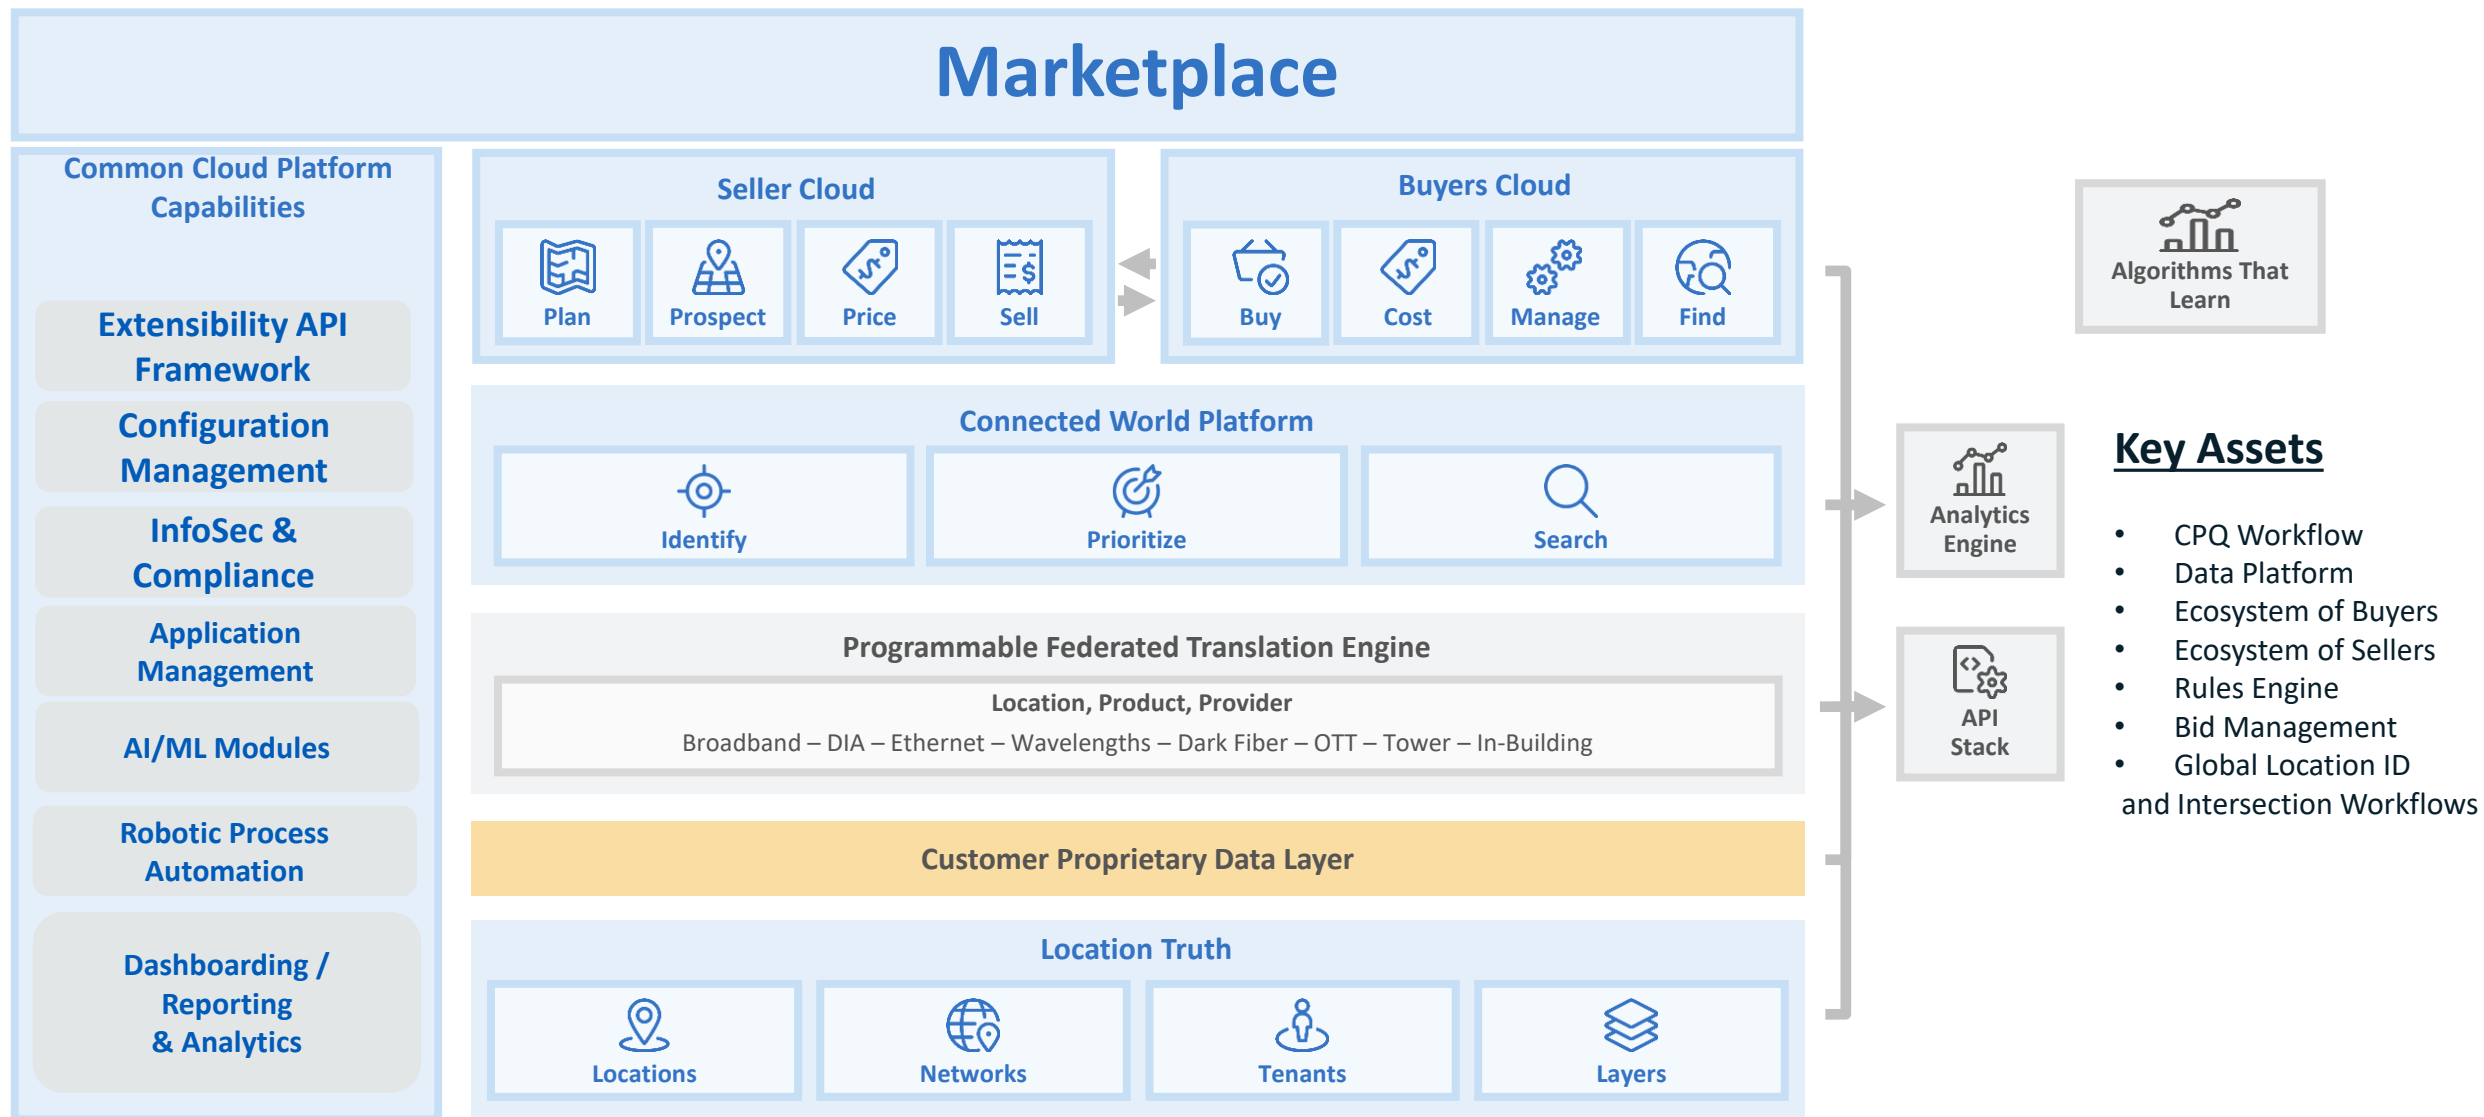 Marketplace
Common Cloud Platform
Capabilities
Extensibility API
Framework
Configuration
Management
InfoSec &
Compliance
Application
Management
AI/ML Modules
Robotic Process
Automation
Dashboarding /
Reporting
& Analytics
Seller Cloud
Plan
Prospect
Price
Sell
Buyers Cloud
Buy
Cost
Manage
Find
Connected World Platform
Identify
Prioritize
Search
Programmable Federated Translation Engine
Location, Product, Provider
Broadband – DIA – Ethernet – Wavelengths – Dark Fiber – OTT – Tower – In-Building
Customer Proprietary Data Layer
Location Truth
Locations
Networks
Tenants
Layers
Analytics
Engine
API
Stack
Algorithms That
Learn
Key Assets
• CPQ Workflow
• Data Platform
• Ecosystem of Buyers
• Ecosystem of Sellers
• Rules Engine
• Bid Management
• Global Location ID
and Intersection Workflows